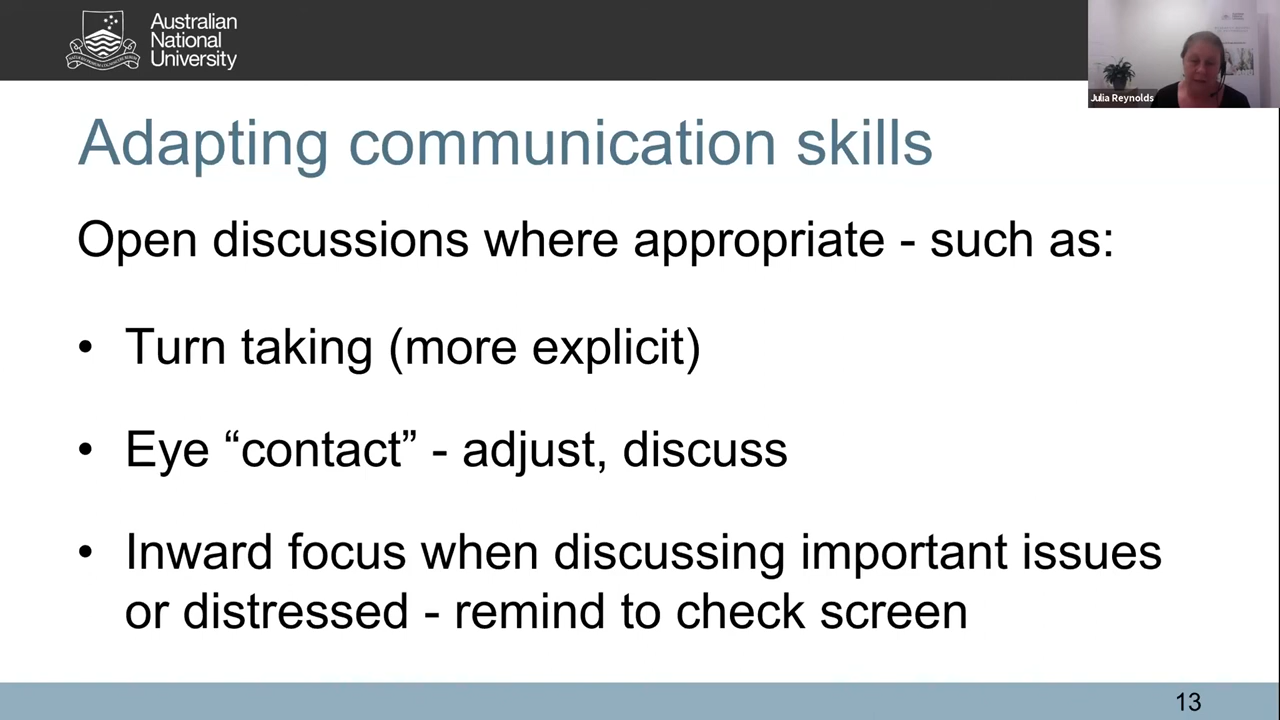 Australian
National
University
Julia Reynolds
Adapting communication skills
Open discussions where appropriate - such as:
• Turn taking (more explicit)
• Eye “contact” - adjust, discuss
• Inward focus when discussing important issues
or distressed - remind to check screen
13